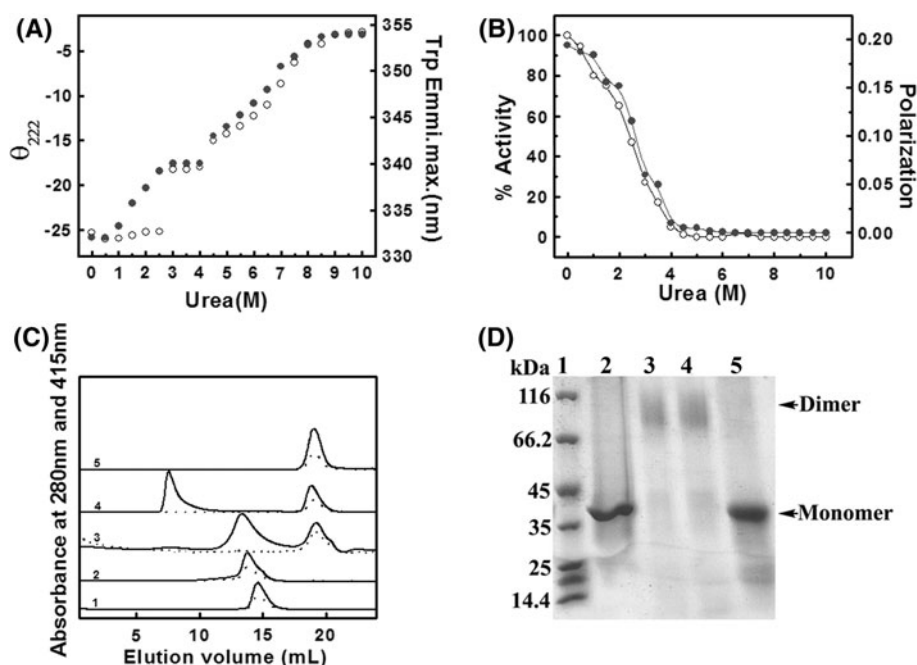 (A)
θ222
-5
-10
-15
-20
-25
0 1 2 3 4 5 6 7 8 9 10
Urea(M)
355
350
345
340
335
330
Trp Emmi.max.(nm)
(B)
% Activity
100
80
60
40
20
0
0 2 4 6 8 10
Urea (M)
0.20
0.15
0.10
0.05
0.00
Polarization
(C)
Absorbance at 280nm and 415nm
5
4
3
2
1
5 10 15 20
Elution volume (mL)
(D)
kDa 1 2 3 4 5
116
66.2
45
35
25
14.4
Dimer
Monomer